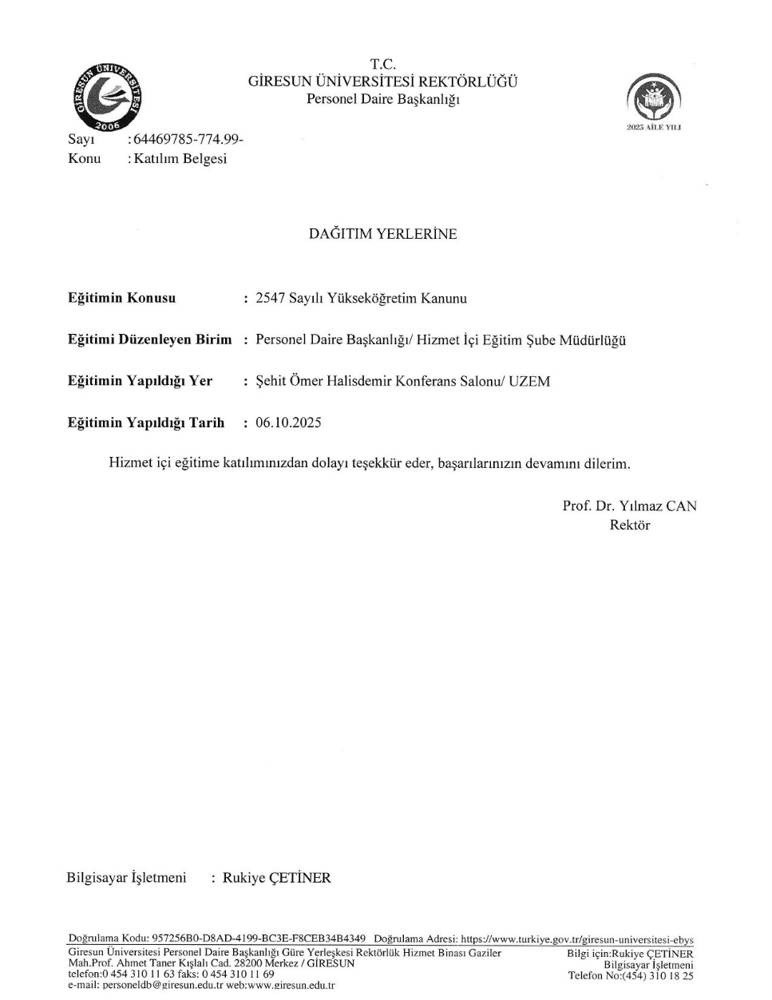 T.C.
GİRESUN ÜNİVERSİTESİ REKTÖRLÜĞÜ
Personel Daire Başkanlığı
GİRESUN ÜNİVERSİTESİ
2006
2025 AİLE YILI
Sayı : 64469785-774.99-
Konu : Katılım Belgesi
DAĞITIM YERLERİNE
Eğitimin Konusu : 2547 Sayılı Yükseköğretim Kanunu
Eğitimi Düzenleyen Birim : Personel Daire Başkanlığı/ Hizmet İçi Eğitim Şube Müdürlüğü
Eğitimin Yapıldığı Yer : Şehit Ömer Halisdemir Konferans Salonu/ UZEM
Eğitimin Yapıldığı Tarih : 06.10.2025
Hizmet içi eğitime katılımınızdan dolayı teşekkür eder, başarılarınızın devamını dilerim.
Prof. Dr. Yılmaz CAN
Rektör
Bilgisayar İşletmeni : Rukiye ÇETİNER
Doğrulama Kodu: 957256B0-D8AD-4199-BC3E-F8CEB34B4349 Doğrulama Adresi: https://www.turkiye.gov.tr/giresun-universitesi-ebys
Giresun Üniversitesi Personel Daire Başkanlığı Güre Yerleşkesi Rektörlük Hizmet Binası Gaziler
Mah.Prof. Ahmet Taner Kışlalı Cad. 28200 Merkez / GİRESUN
telefon:0 454 310 11 63 faks: 0 454 310 11 69
e-mail: personeldb@giresun.edu.tr web:www.giresun.edu.tr
Bilgi için:Rukiye ÇETİNER
Bilgisayar İşletmeni
Telefon No:(454) 310 18 25